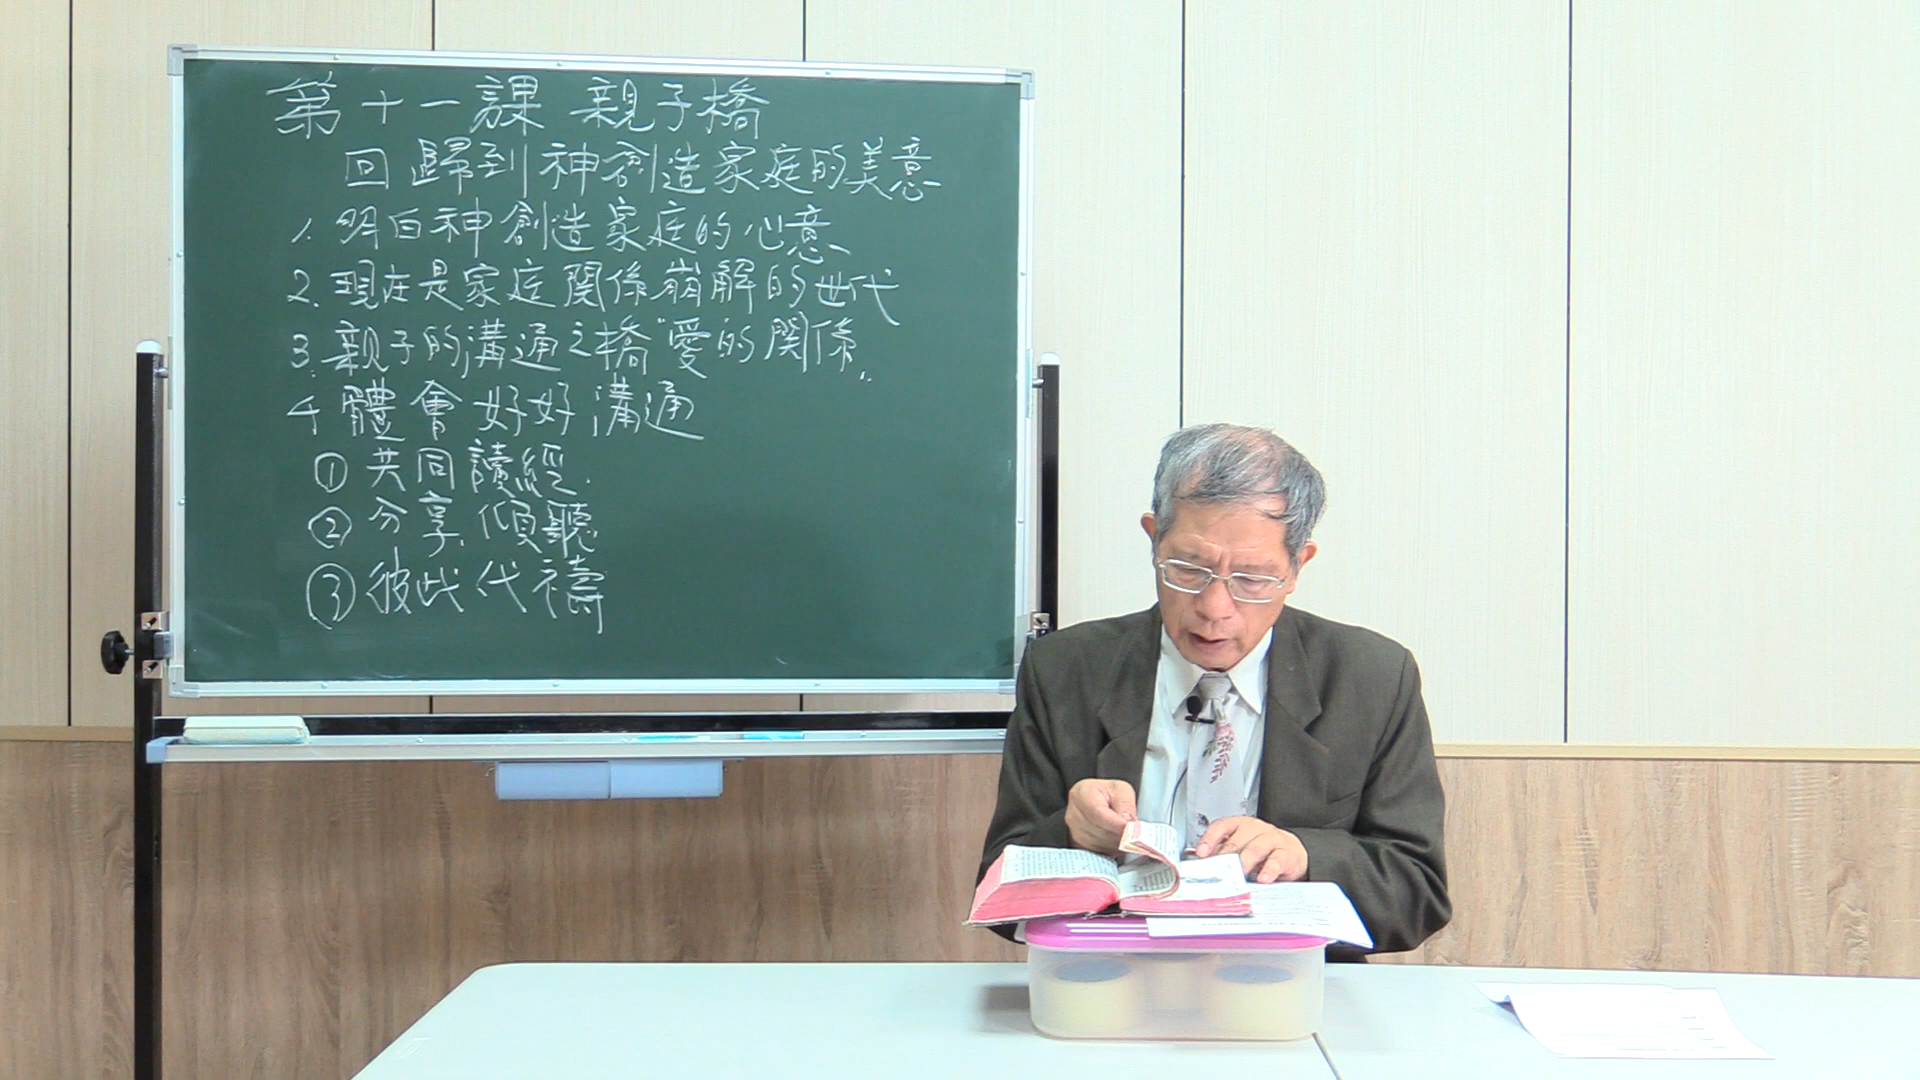 第十一課 親子橋
回歸到神創造家庭的美意
1. 明白神創造家庭的心意
2. 現在是家庭関係崩解的世代
3. 親子的溝通之橋"愛的関係"
4 體會好好溝通
① 共同讀經.
② 分享、傾聽
③ 彼此代禱